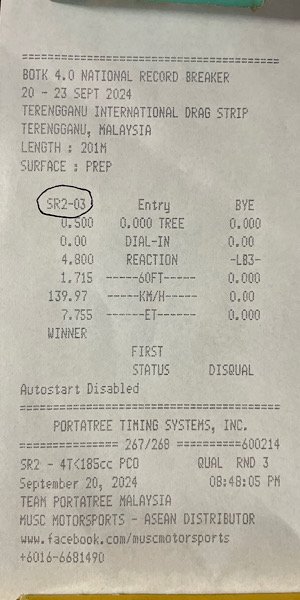 BOTK 4.0 NATIONAL RECORD BREAKER
20 - 23 SEPT 2024
TERENGGANU INTERNATIONAL DRAG STRIP
TERENGGANU, MALAYSIA
LENGTH : 201M
SURFACE : PREP
SR2-03 Entry BYE
0.500 0.000 TREE 0.000
0.00 DIAL-IN 0.00
4.800 REACTION -LB3-
1.715 -----60FT----- 0.000
139.97 -----KM/H----- 0.00
7.755 ------ET------ 0.000
WINNER
FIRST
STATUS DISQUAL
Autostart Disabled
PORTATREE TIMING SYSTEMS, INC.
=============== 267/268 ==========600214
SR2 - 4T<185cc PCO QUAL RND 3
September 20, 2024 08:48:05 PM
TEAM PORTATREE MALAYSIA
MUSC MOTORSPORTS - ASEAN DISTRIBUTOR
www.facebook.com/muscmotorsports
+6016-6681490